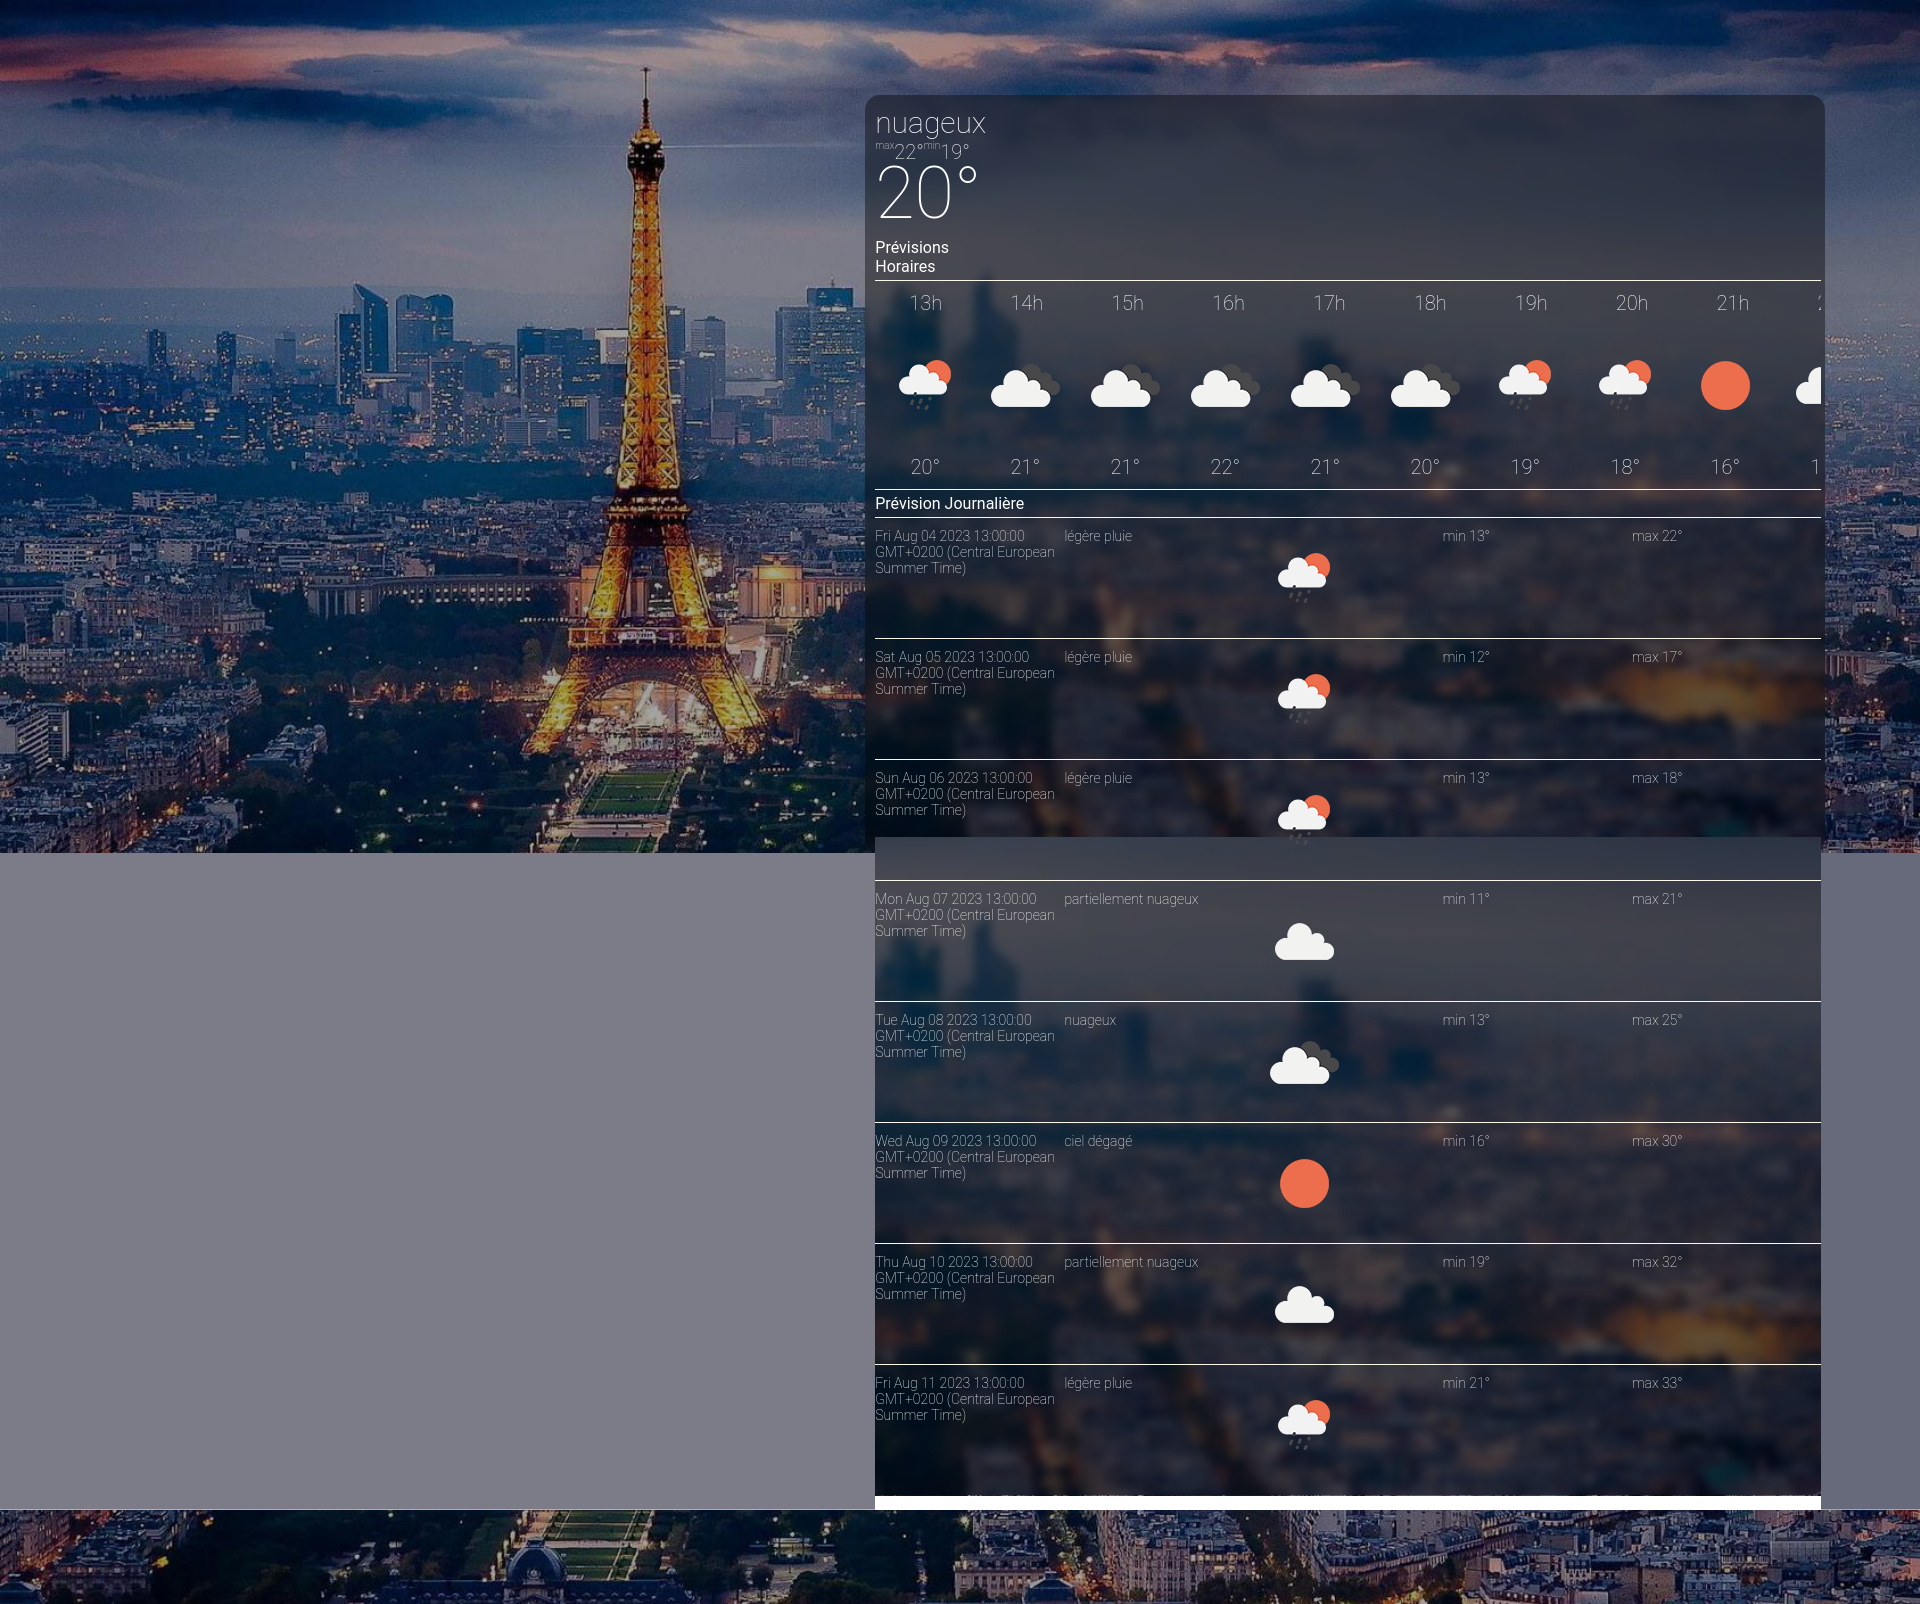 nuageux
max22°min19°
20°
Prévisions
Horaires
13h 14h 15h 16h 17h 18h 19h 20h 21h
20° 21° 21° 22° 21° 20° 19° 18° 16°
Prévision Journalière
Fri Aug 04 2023 13:00:00 légère pluie min 13° max 22°
GMT+0200 (Central European
Summer Time)
Sat Aug 05 2023 13:00:00 légère pluie min 12° max 17°
GMT+0200 (Central European
Summer Time)
Sun Aug 06 2023 13:00:00 légère pluie min 13° max 18°
GMT+0200 (Central European
Summer Time)
Mon Aug 07 2023 13:00:00 partiellement nuageux min 11° max 21°
GMT+0200 (Central European
Summer Time)
Tue Aug 08 2023 13:00:00 nuageux min 13° max 25°
GMT+0200 (Central European
Summer Time)
Wed Aug 09 2023 13:00:00 ciel dégagé min 16° max 30°
GMT+0200 (Central European
Summer Time)
Thu Aug 10 2023 13:00:00 partiellement nuageux min 19° max 32°
GMT+0200 (Central European
Summer Time)
Fri Aug 11 2023 13:00:00 légère pluie min 21° max 33°
GMT+0200 (Central European
Summer Time)